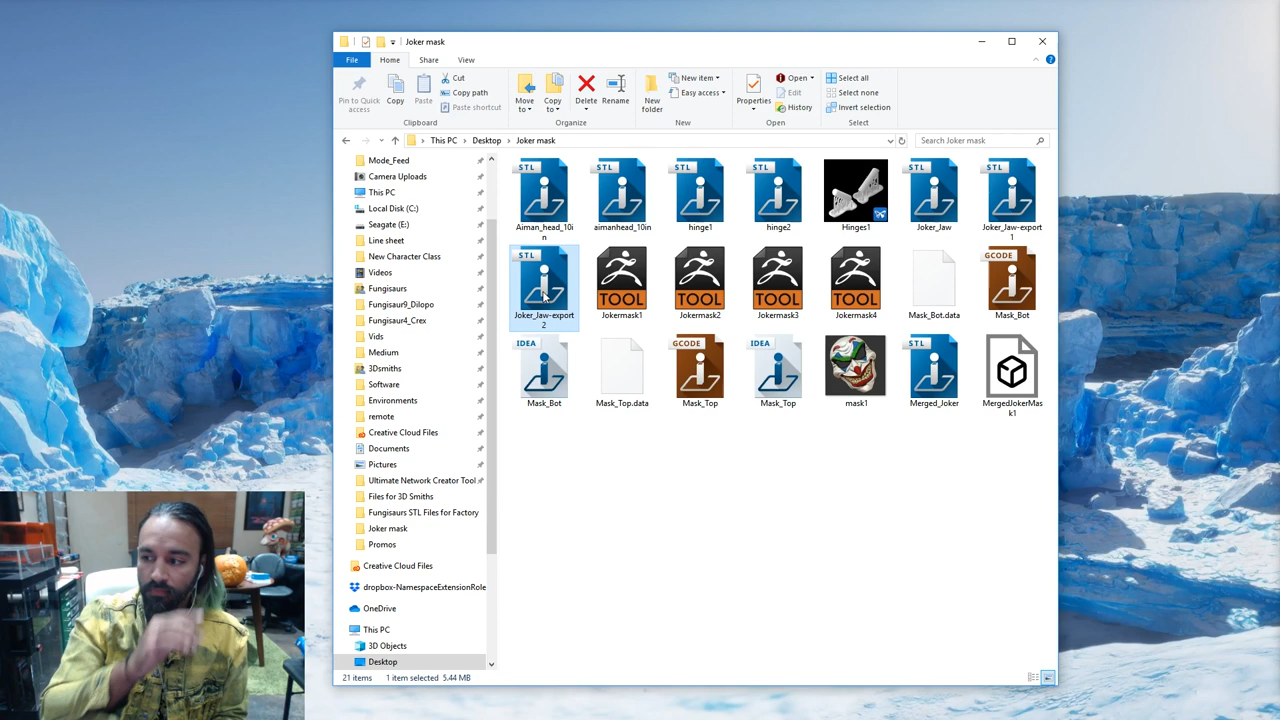 Joker mask
File
Home
Share
View
Pin to Quick access
Copy
Paste
Cut
Copy path
Paste shortcut
Clipboard
Move to
Copy to
Delete
Rename
Organize
New folder
New item
Easy access
New
Properties
Open
Edit
History
Open
Select all
Select none
Invert selection
Select
This PC > Desktop > Joker mask
Search Joker mask
Mode_Feed
Camera Uploads
This PC
Local Disk (C:)
Seagate (E:)
Line sheet
New Character Class
Videos
Fungisaurs
Fungisaur9_Dilopo
Fungisaur4_Crex
Vids
Medium
3Dsmiths
Software
Environments
remote
Creative Cloud Files
Documents
Pictures
Ultimate Network Creator Tool
Files for 3D Smiths
Fungisaurs STL Files for Factory
Joker mask
Promos
Creative Cloud Files
dropbox-NamespaceExtensionRole
OneDrive
This PC
3D Objects
Desktop
STL
STL
STL
STL
STL
STL
Aiman_head_10i
n
aimanhead_10in
hinge1
hinge2
Hinges1
Joker_Jaw
Joker_Jaw-export
1
STL
TOOL
TOOL
TOOL
TOOL
GCODE
Joker_Jaw-export
2
Jokermask1
Jokermask2
Jokermask3
Jokermask4
Mask_Bot.data
Mask_Bot
IDEA
GCODE
IDEA
STL
Mask_Bot
Mask_Top.data
Mask_Top
Mask_Top
mask1
Merged_Joker
MergedJokerMas
k1
21 items
1 item selected 5.44 MB